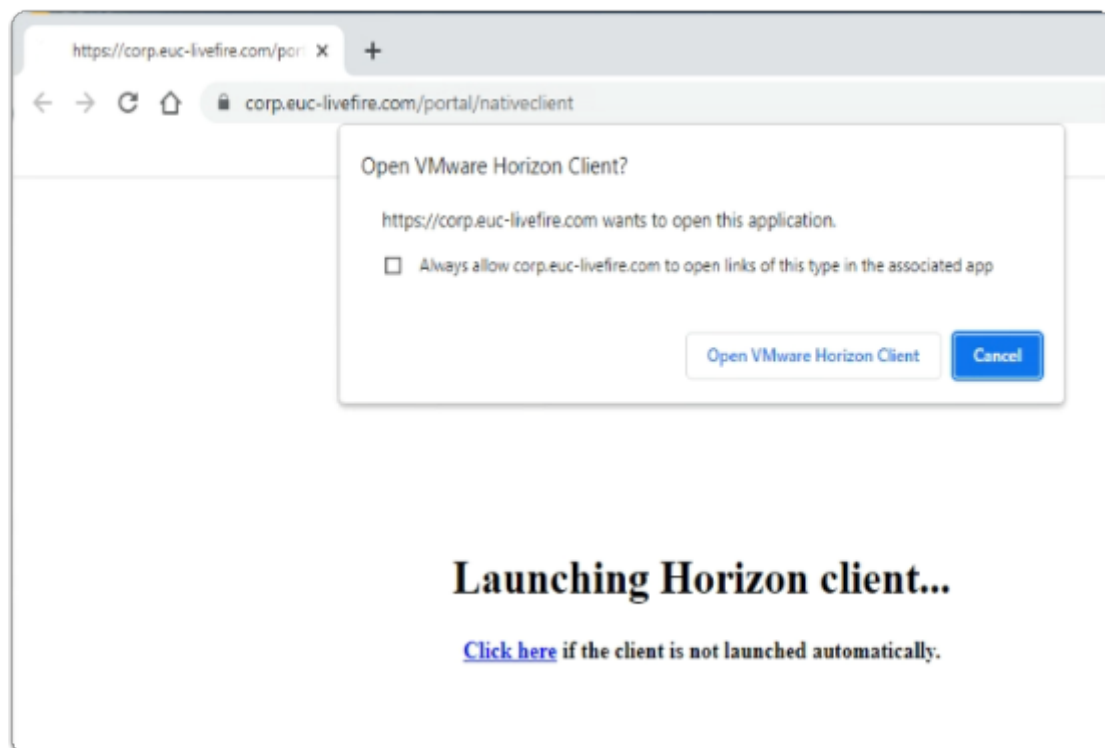 https://corp.euc-livefire.com/por
corp.euc-livefire.com/portal/nativeclient
Open VMware Horizon Client?
https://corp.euc-livefire.com wants to open this application.
Always allow corp.euc-livefire.com to open links of this type in the associated app
Open VMware Horizon Client Cancel
Launching Horizon client...
Click here if the client is not launched automatically.